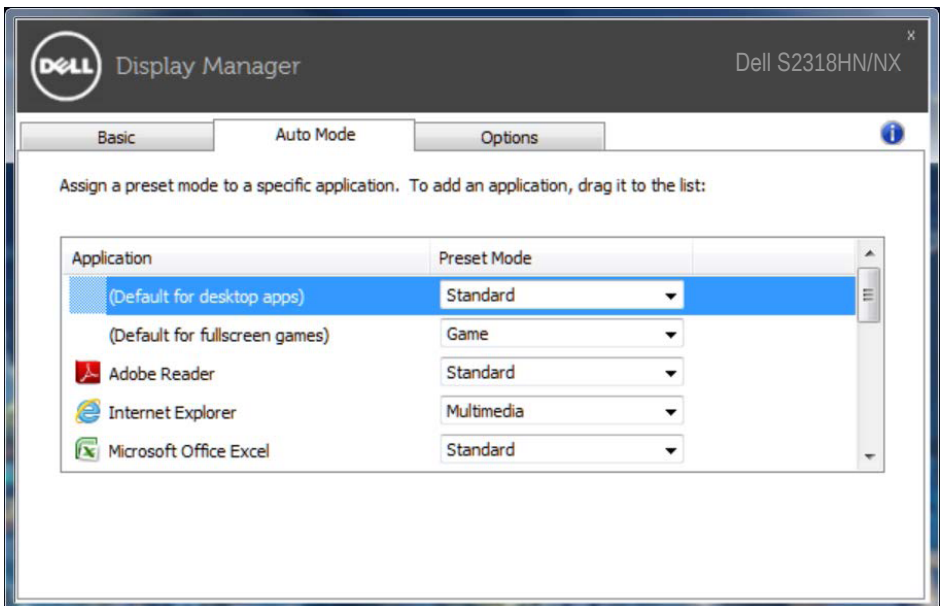 x
DELL
Display Manager
Dell S2318HN/NX
Basic
Auto Mode
Options
i
Assign a preset mode to a specific application.  To add an application, drag it to the list:
Application Preset Mode
(Default for desktop apps) Standard
(Default for fullscreen games) Game
Adobe Reader Standard
Internet Explorer Multimedia
Microsoft Office Excel Standard